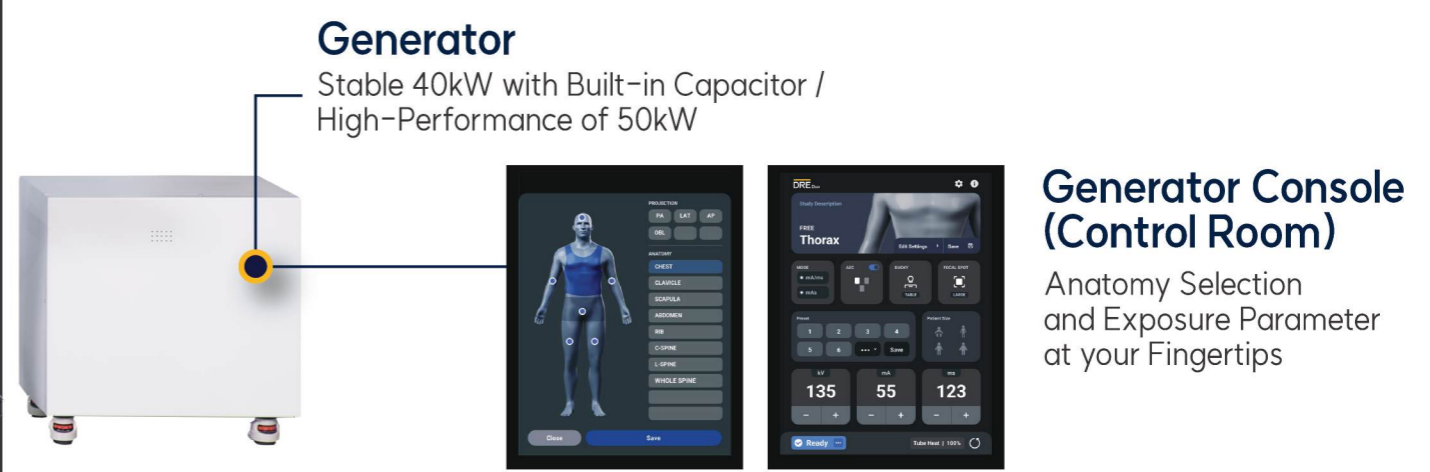 Generator
Stable 40kW with Built-in Capacitor /
High-Performance of 50kW
PROJECTION
PA LAT AP
OBL
ANATOMY
CHEST
CLAVICLE
SCAPULA
ABDOMEN
RIB
C-SPINE
L-SPINE
WHOLE SPINE
Close Save
DRE Duo
Study Description
FREE
Thorax
Edit Settings Save
MODE AEC BUCKY FOCAL SPOT
mA/ms
mAs
TABLE LARGE
Preset Patient Size
1 2 3 4
5 6 Save
kV mA ms
135 55 123
- + - + - +
Ready Tube Heat | 100%
Generator Console
(Control Room)
Anatomy Selection
and Exposure Parameter
at your Fingertips